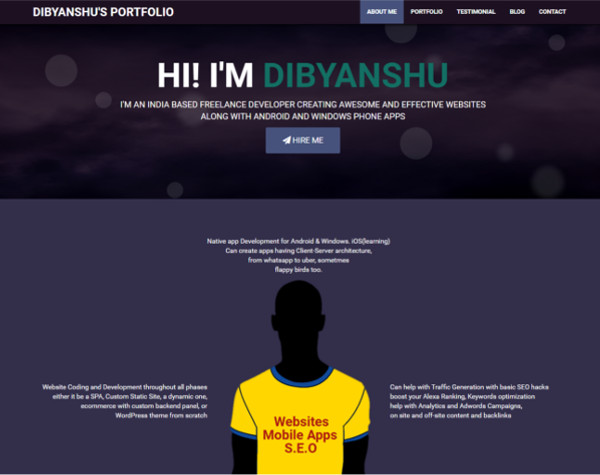 DIBYANSHU'S PORTFOLIO
ABOUT ME PORTFOLIO TESTIMONIAL BLOG CONTACT
HI! I'M DIBYANSHU
I'M AN INDIA BASED FREELANCE DEVELOPER CREATING AWESOME AND EFFECTIVE WEBSITES
ALONG WITH ANDROID AND WINDOWS PHONE APPS
HIRE ME
Native app Development for Android & Windows. iOS(learning)
Can create apps having Client-Server architecture,
from whatsapp to uber, sometmes
flappy birds too.
Website Coding and Development throughout all phases
either it be a SPA, Custom Static Site, a dynamic one,
ecommerce with custom backend panel, or
WordPress theme from scratch
Websites
Mobile Apps
S.E.O
Can help with Traffic Generation with basic SEO hacks
boost your Alexa Ranking, Keywords optimization
help with Analytics and Adwords Campaigns,
on site and off-site content and backlinks